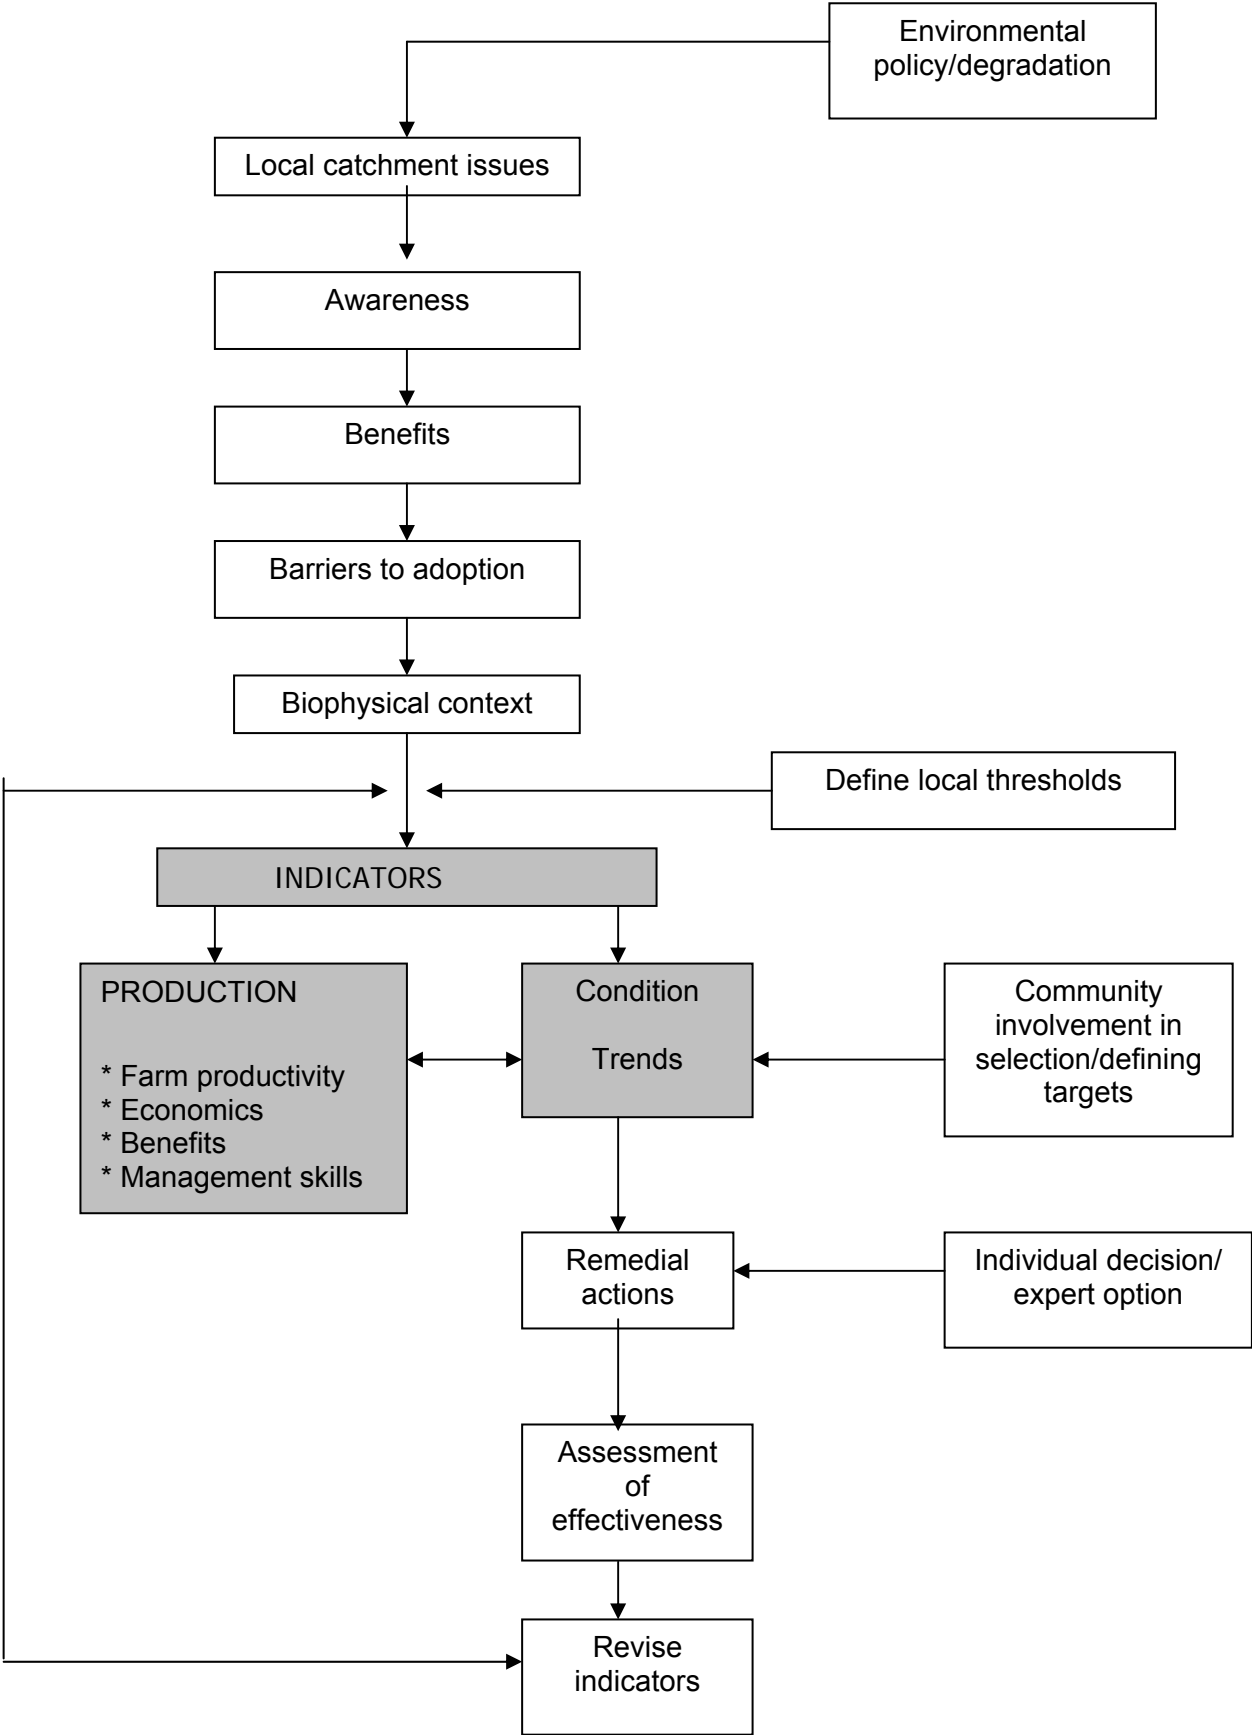 Environmental
policy/degradation
Local catchment issues
Awareness
Benefits
Barriers to adoption
Biophysical context
Define local thresholds
INDICATORS
PRODUCTION
* Farm productivity
* Economics
* Benefits
* Management skills
Condition
Trends
Community
involvement in
selection/defining
targets
Remedial
actions
Individual decision/
expert option
Assessment
of
effectiveness
Revise
indicators